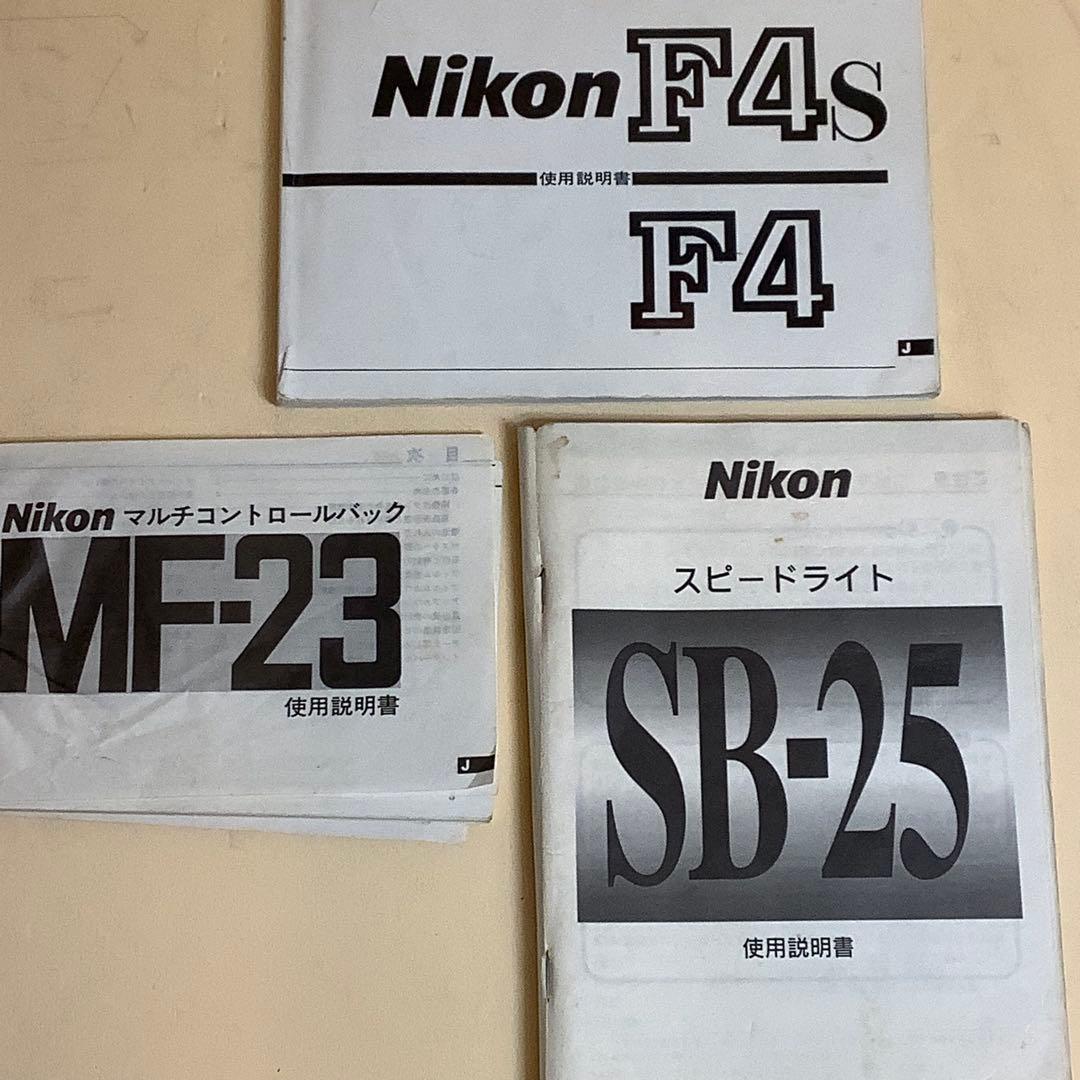 Nikon F4s
使用説明書
F4
J
目次
Nikon マルチコントロールバック
MF-23
使用説明書
J
Nikon
スピードライト
SB-25
使用説明書